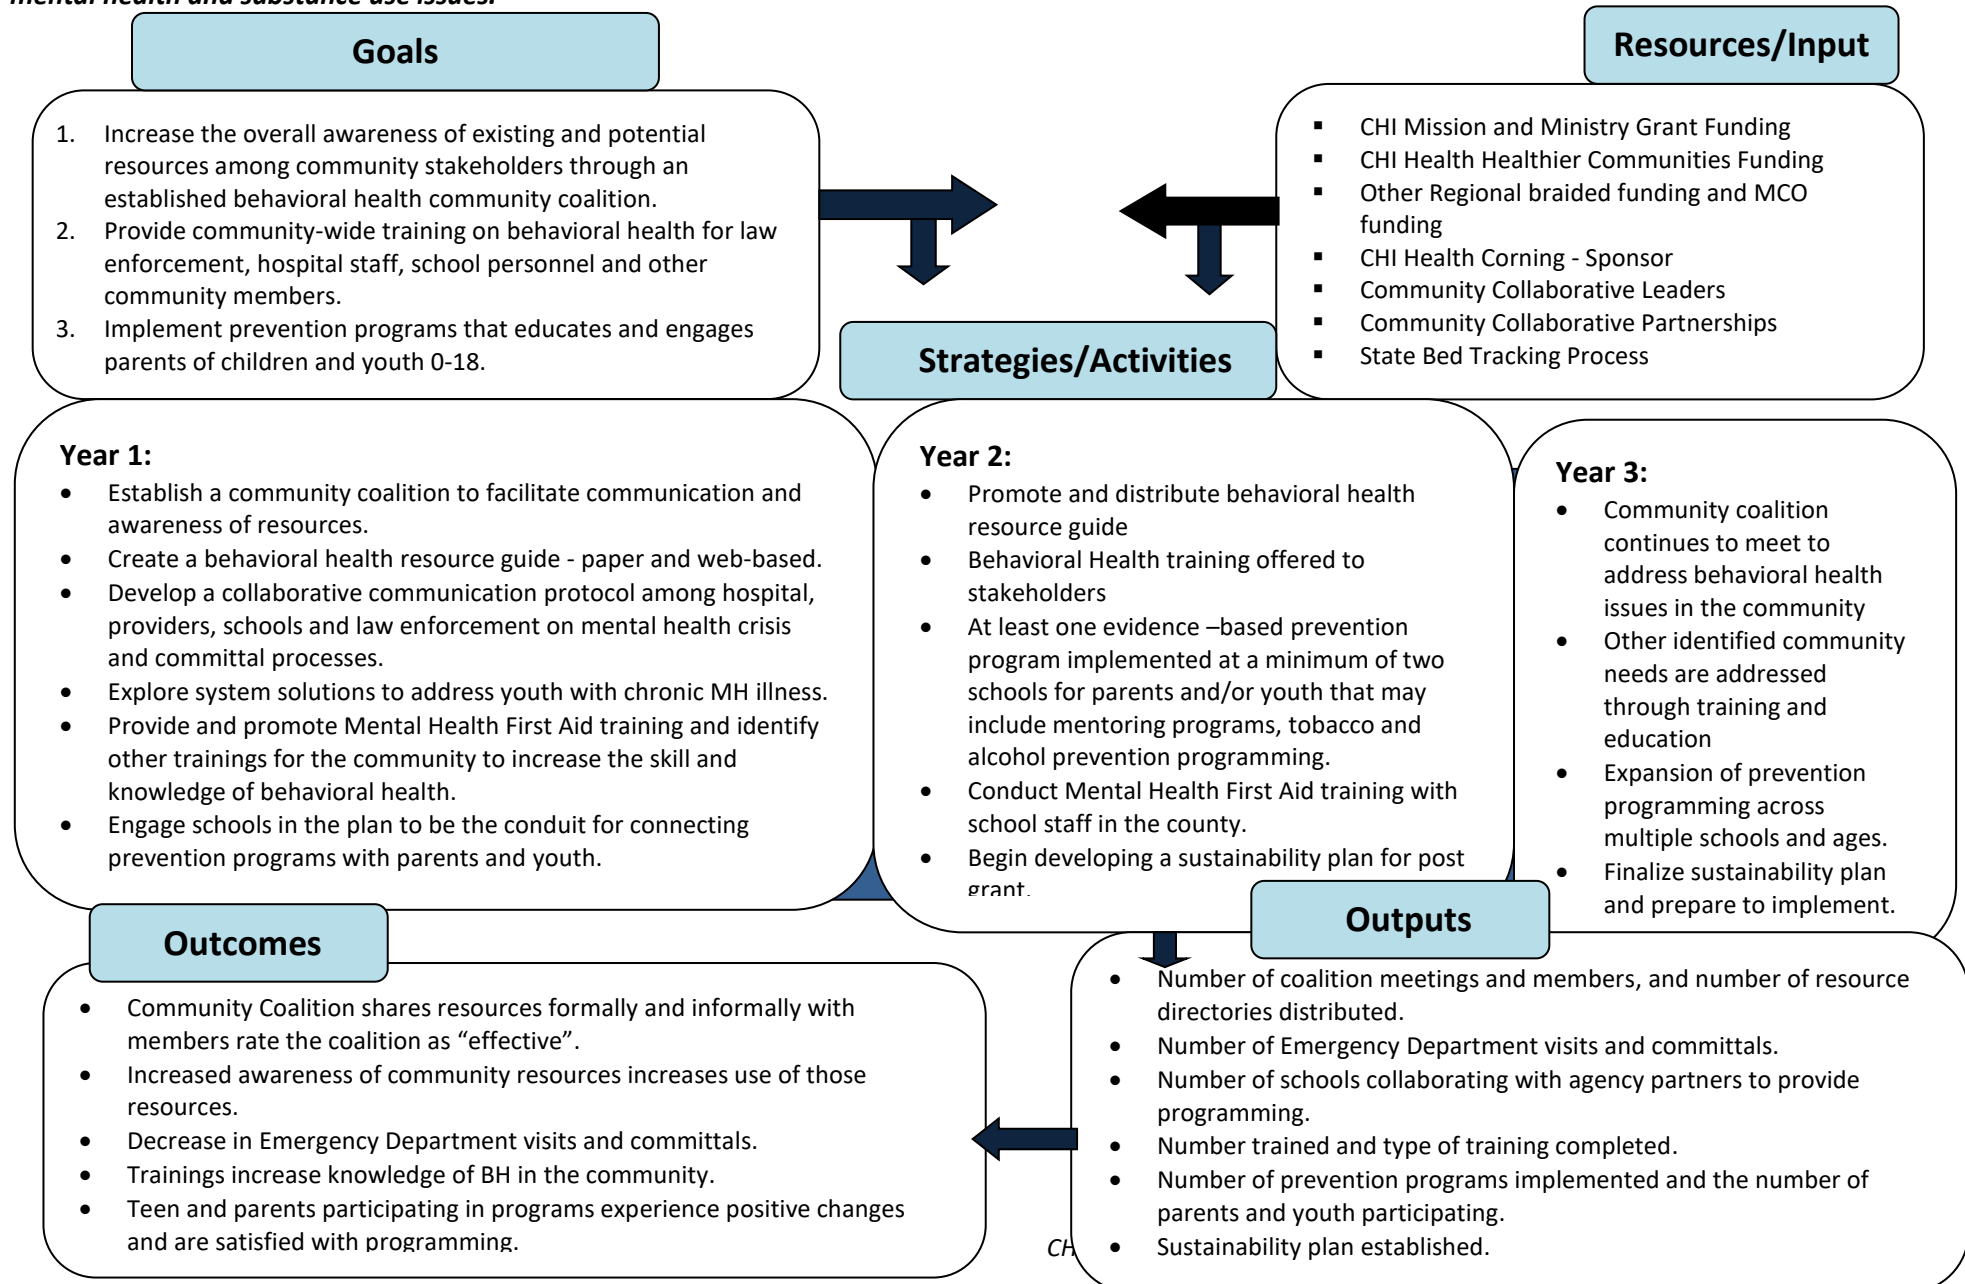 mental health and substance use issues.
Goals
1. Increase the overall awareness of existing and potential
resources among community stakeholders through an
established behavioral health community coalition.
2. Provide community-wide training on behavioral health for law
enforcement, hospital staff, school personnel and other
community members.
3. Implement prevention programs that educates and engages
parents of children and youth 0-18.
Resources/Input
▪ CHI Mission and Ministry Grant Funding
▪ CHI Health Healthier Communities Funding
▪ Other Regional braided funding and MCO
funding
▪ CHI Health Corning - Sponsor
▪ Community Collaborative Leaders
▪ Community Collaborative Partnerships
▪ State Bed Tracking Process
Strategies/Activities
Year 1:
• Establish a community coalition to facilitate communication and
awareness of resources.
• Create a behavioral health resource guide - paper and web-based.
• Develop a collaborative communication protocol among hospital,
providers, schools and law enforcement on mental health crisis
and committal processes.
• Explore system solutions to address youth with chronic MH illness.
• Provide and promote Mental Health First Aid training and identify
other trainings for the community to increase the skill and
knowledge of behavioral health.
• Engage schools in the plan to be the conduit for connecting
prevention programs with parents and youth.
Year 2:
• Promote and distribute behavioral health
resource guide
• Behavioral Health training offered to
stakeholders
• At least one evidence –based prevention
program implemented at a minimum of two
schools for parents and/or youth that may
include mentoring programs, tobacco and
alcohol prevention programming.
• Conduct Mental Health First Aid training with
school staff in the county.
• Begin developing a sustainability plan for post
grant.
Year 3:
• Community coalition
continues to meet to
address behavioral health
issues in the community
• Other identified community
needs are addressed
through training and
education
• Expansion of prevention
programming across
multiple schools and ages.
• Finalize sustainability plan
and prepare to implement.
Outcomes
• Community Coalition shares resources formally and informally with
members rate the coalition as “effective”.
• Increased awareness of community resources increases use of those
resources.
• Decrease in Emergency Department visits and committals.
• Trainings increase knowledge of BH in the community.
• Teen and parents participating in programs experience positive changes
and are satisfied with programming.
Outputs
• Number of coalition meetings and members, and number of resource
directories distributed.
• Number of Emergency Department visits and committals.
• Number of schools collaborating with agency partners to provide
programming.
• Number trained and type of training completed.
• Number of prevention programs implemented and the number of
parents and youth participating.
• Sustainability plan established.